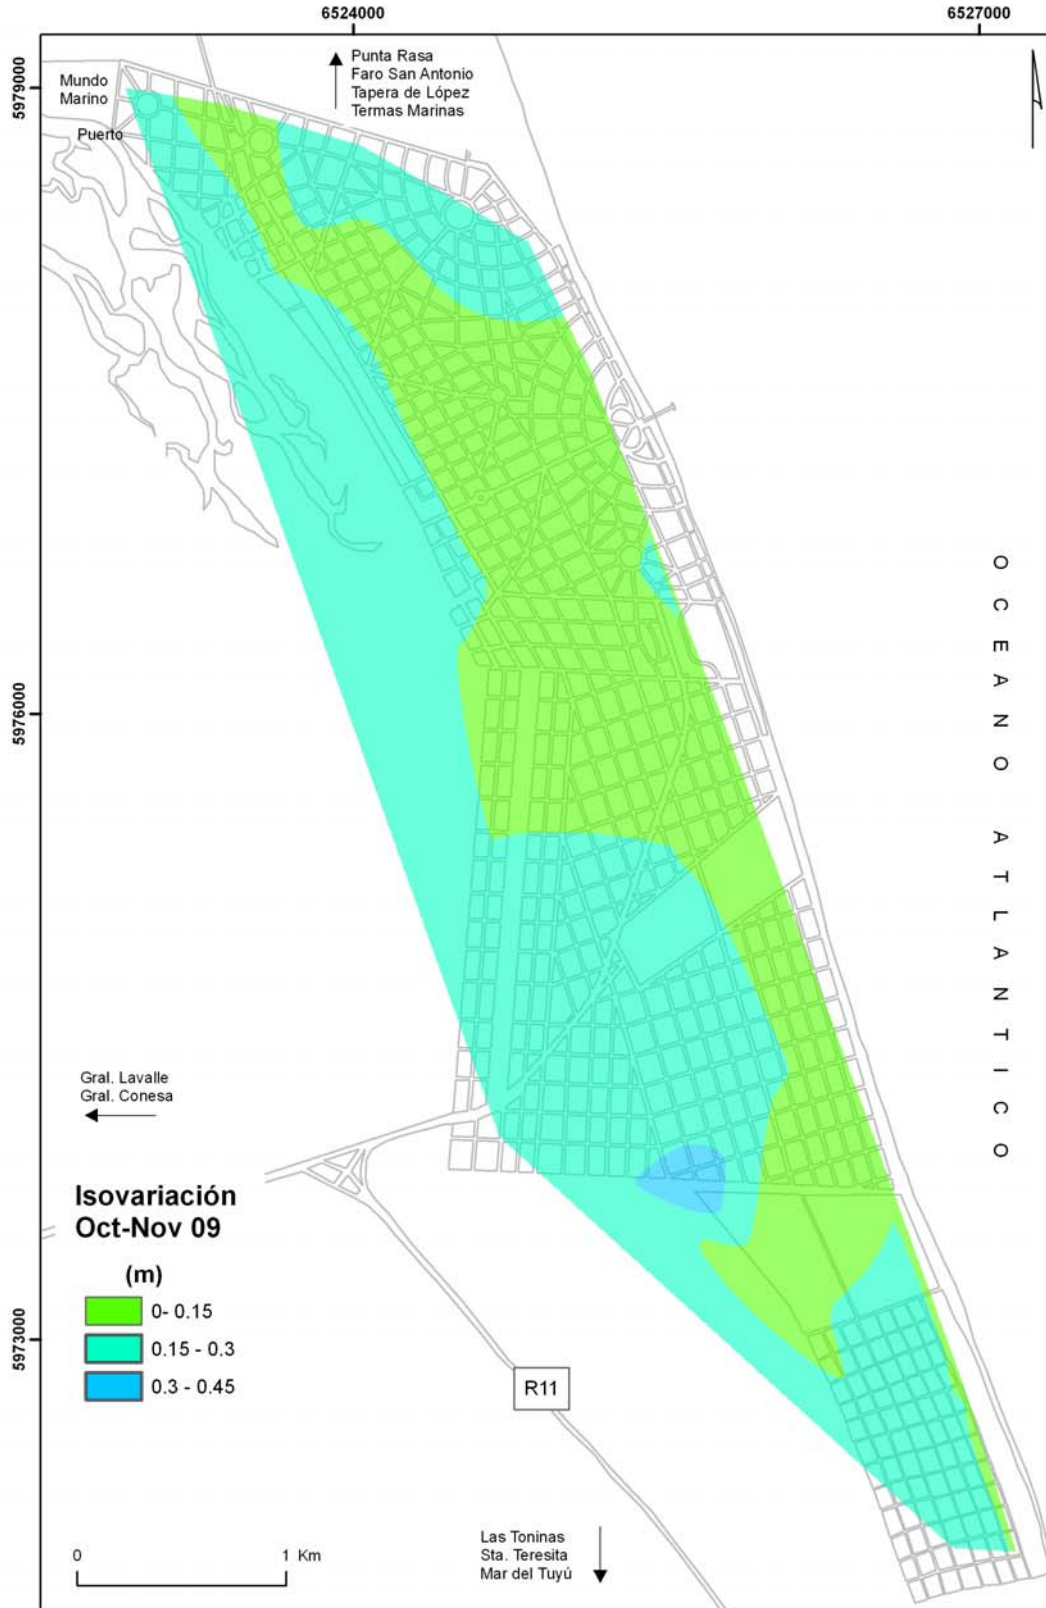 6524000
6527000
5979000
5976000
5973000
Punta Rasa
Faro San Antonio
Tapera de López
Termas Marinas
Mundo
Marino
Puerto
OCEANO ATLANTICO
Gral. Lavalle
Gral. Conesa
Isovariación
Oct-Nov 09
(m)
0- 0.15
0.15 - 0.3
0.3 - 0.45
R11
0 1 Km
Las Toninas
Sta. Teresita
Mar del Tuyú